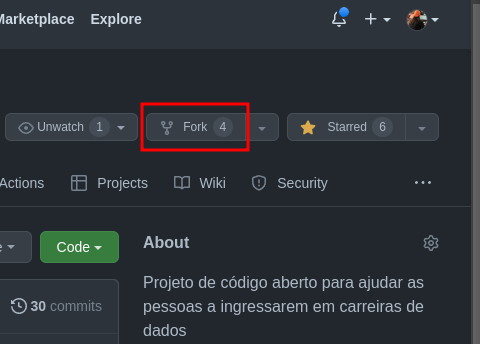 Marketplace Explore
Unwatch 1 Fork 4 Starred 6
Actions Projects Wiki Security
Code About
30 commits
Projeto de código aberto para ajudar as
pessoas a ingressarem em carreiras de
dados